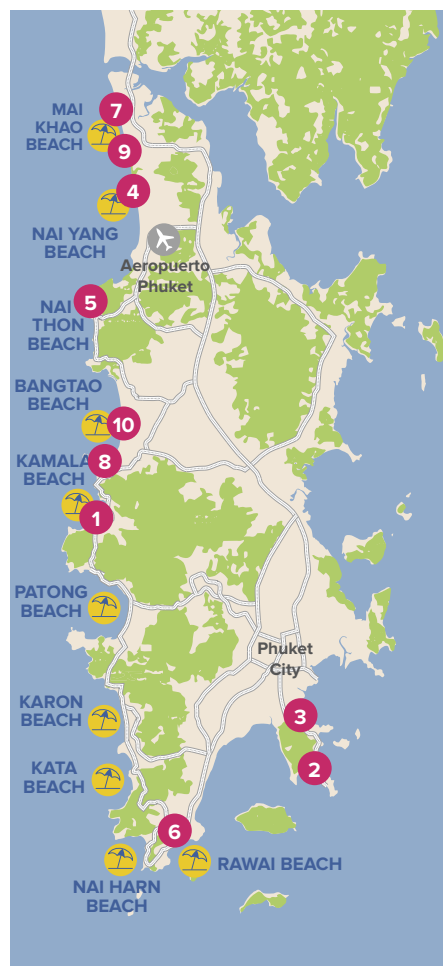 7
MAI
KHAO
BEACH
9
4
NAI YANG
BEACH
Aeropuerto
Phuket
5
NAI
THON
BEACH
BANGTAO
BEACH
10
KAMALA
BEACH
8
1
PATONG
BEACH
Phuket
City
KARON
BEACH
3
KATA
BEACH
2
6
RAWAI BEACH
NAI HARN
BEACH